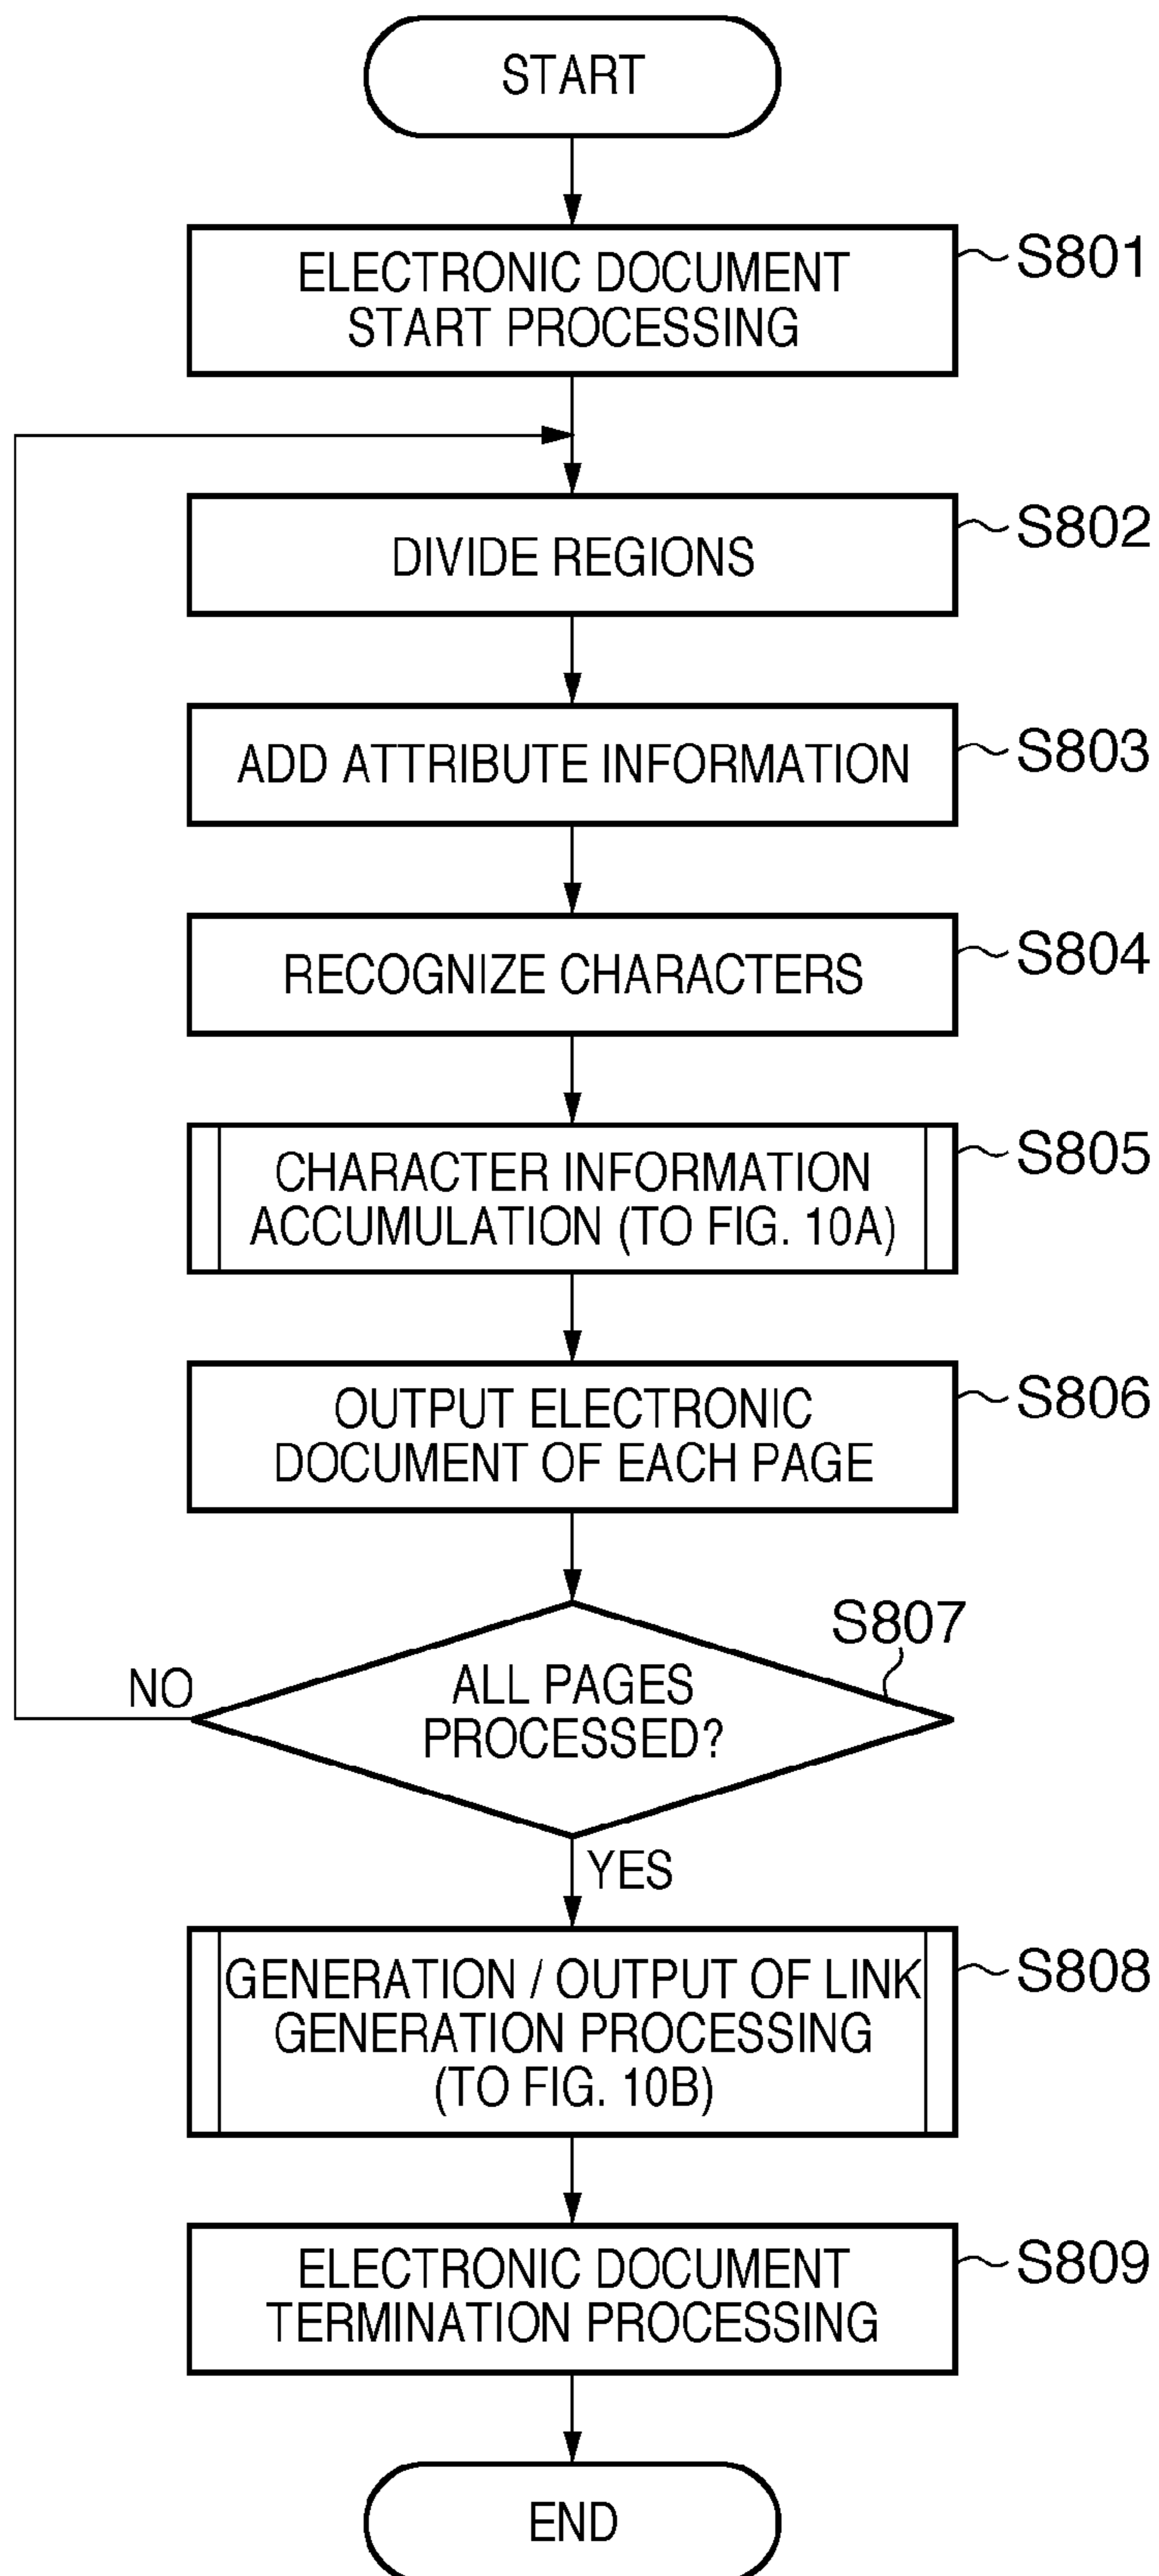 START
ELECTRONIC DOCUMENT
START PROCESSING
S801
DIVIDE REGIONS
S802
ADD ATTRIBUTE INFORMATION
S803
RECOGNIZE CHARACTERS
S804
CHARACTER INFORMATION
ACCUMULATION (TO FIG. 10A)
S805
OUTPUT ELECTRONIC
DOCUMENT OF EACH PAGE
S806
S807
ALL PAGES
PROCESSED?
NO
YES
GENERATION / OUTPUT OF LINK
GENERATION PROCESSING
(TO FIG. 10B)
S808
ELECTRONIC DOCUMENT
TERMINATION PROCESSING
S809
END